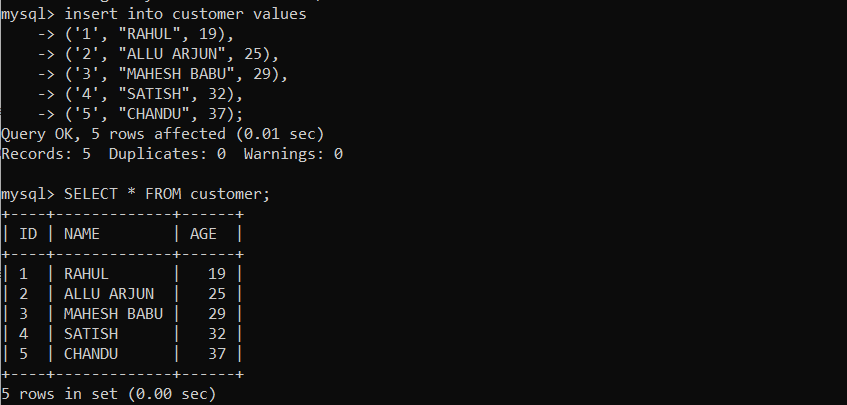 mysql> insert into customer values
    -> ('1', "RAHUL", 19),
    -> ('2', "ALLU ARJUN", 25),
    -> ('3', "MAHESH BABU", 29),
    -> ('4', "SATISH", 32),
    -> ('5', "CHANDU", 37);
Query OK, 5 rows affected (0.01 sec)
Records: 5  Duplicates: 0  Warnings: 0

mysql> SELECT * FROM customer;
+----+-------------+------+
| ID | NAME        | AGE  |
+----+-------------+------+
| 1  | RAHUL       |   19 |
| 2  | ALLU ARJUN  |   25 |
| 3  | MAHESH BABU |   29 |
| 4  | SATISH      |   32 |
| 5  | CHANDU      |   37 |
+----+-------------+------+
5 rows in set (0.00 sec)